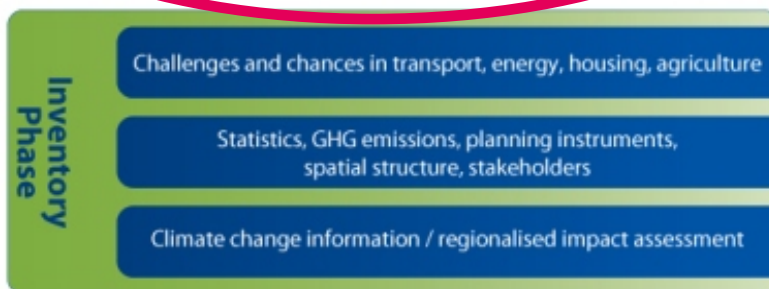 Inventory
Phase
Challenges and chances in transport, energy, housing, agriculture
Statistics, GHG emissions, planning instruments,
spatial structure, stakeholders
Climate change information / regionalised impact assessment